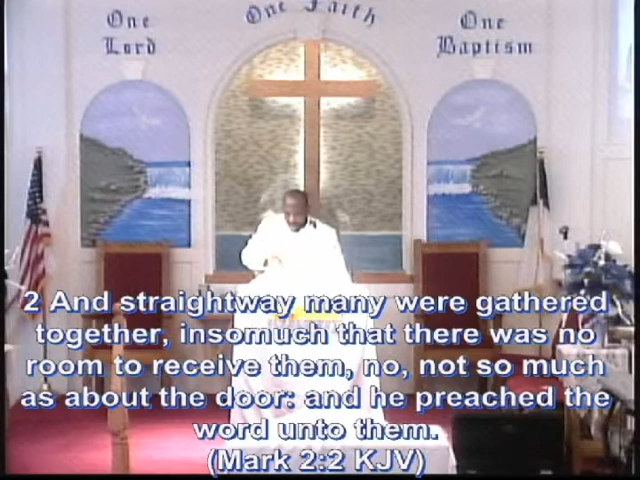 One
Lord
One Faith
One
Baptism
2 And straightway many were gathered
together, insomuch that there was no
room to receive them, no, not so much
as about the door: and he preached the
word unto them.
(Mark 2:2 KJV)